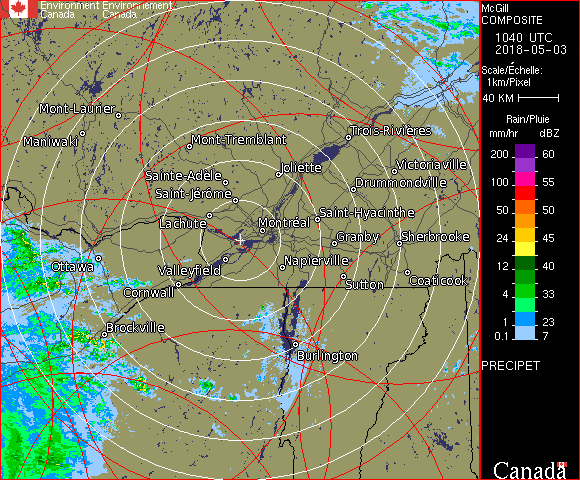 Environment Environnement
Canada Canada
Mont-Laurier
Maniwaki
Mont-Tremblant
Trois-Rivières
Sainte-Adèle
Joliette
Victoriaville
Saint-Jérôme
Drummondville
Lachute
Montréal
Saint-Hyacinthe
Granby
Sherbrooke
Ottawa
Valleyfield
Napierville
Cornwall
Sutton
Coaticook
Brockville
Burlington
McGill
COMPOSITE
1040 UTC
2018-05-03
Scale/Échelle:
1km/Pixel
40 KM
Rain/Pluie
mm/hr dBZ
200 60
100 55
50 50
24 45
12 40
4 33
2 23
0.1 7
PRECIPET
Canada